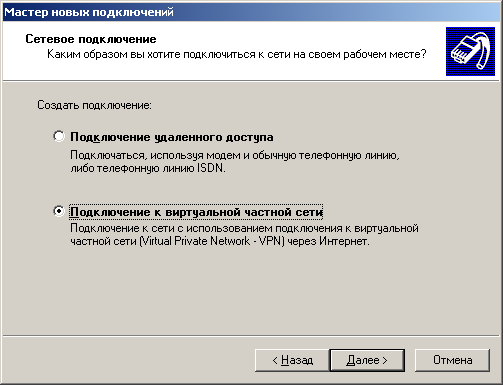 Мастер новых подключений
Сетевое подключение
Каким образом вы хотите подключиться к сети на своем рабочем месте?
Создать подключение:
Подключение удаленного доступа
Подключаться, используя модем и обычную телефонную линию,
либо телефонную линию ISDN.
Подключение к виртуальной частной сети
Подключение к сети с использованием подключения к виртуальной
частной сети (Virtual Private Network - VPN) через Интернет.
< Назад
Далее >
Отмена